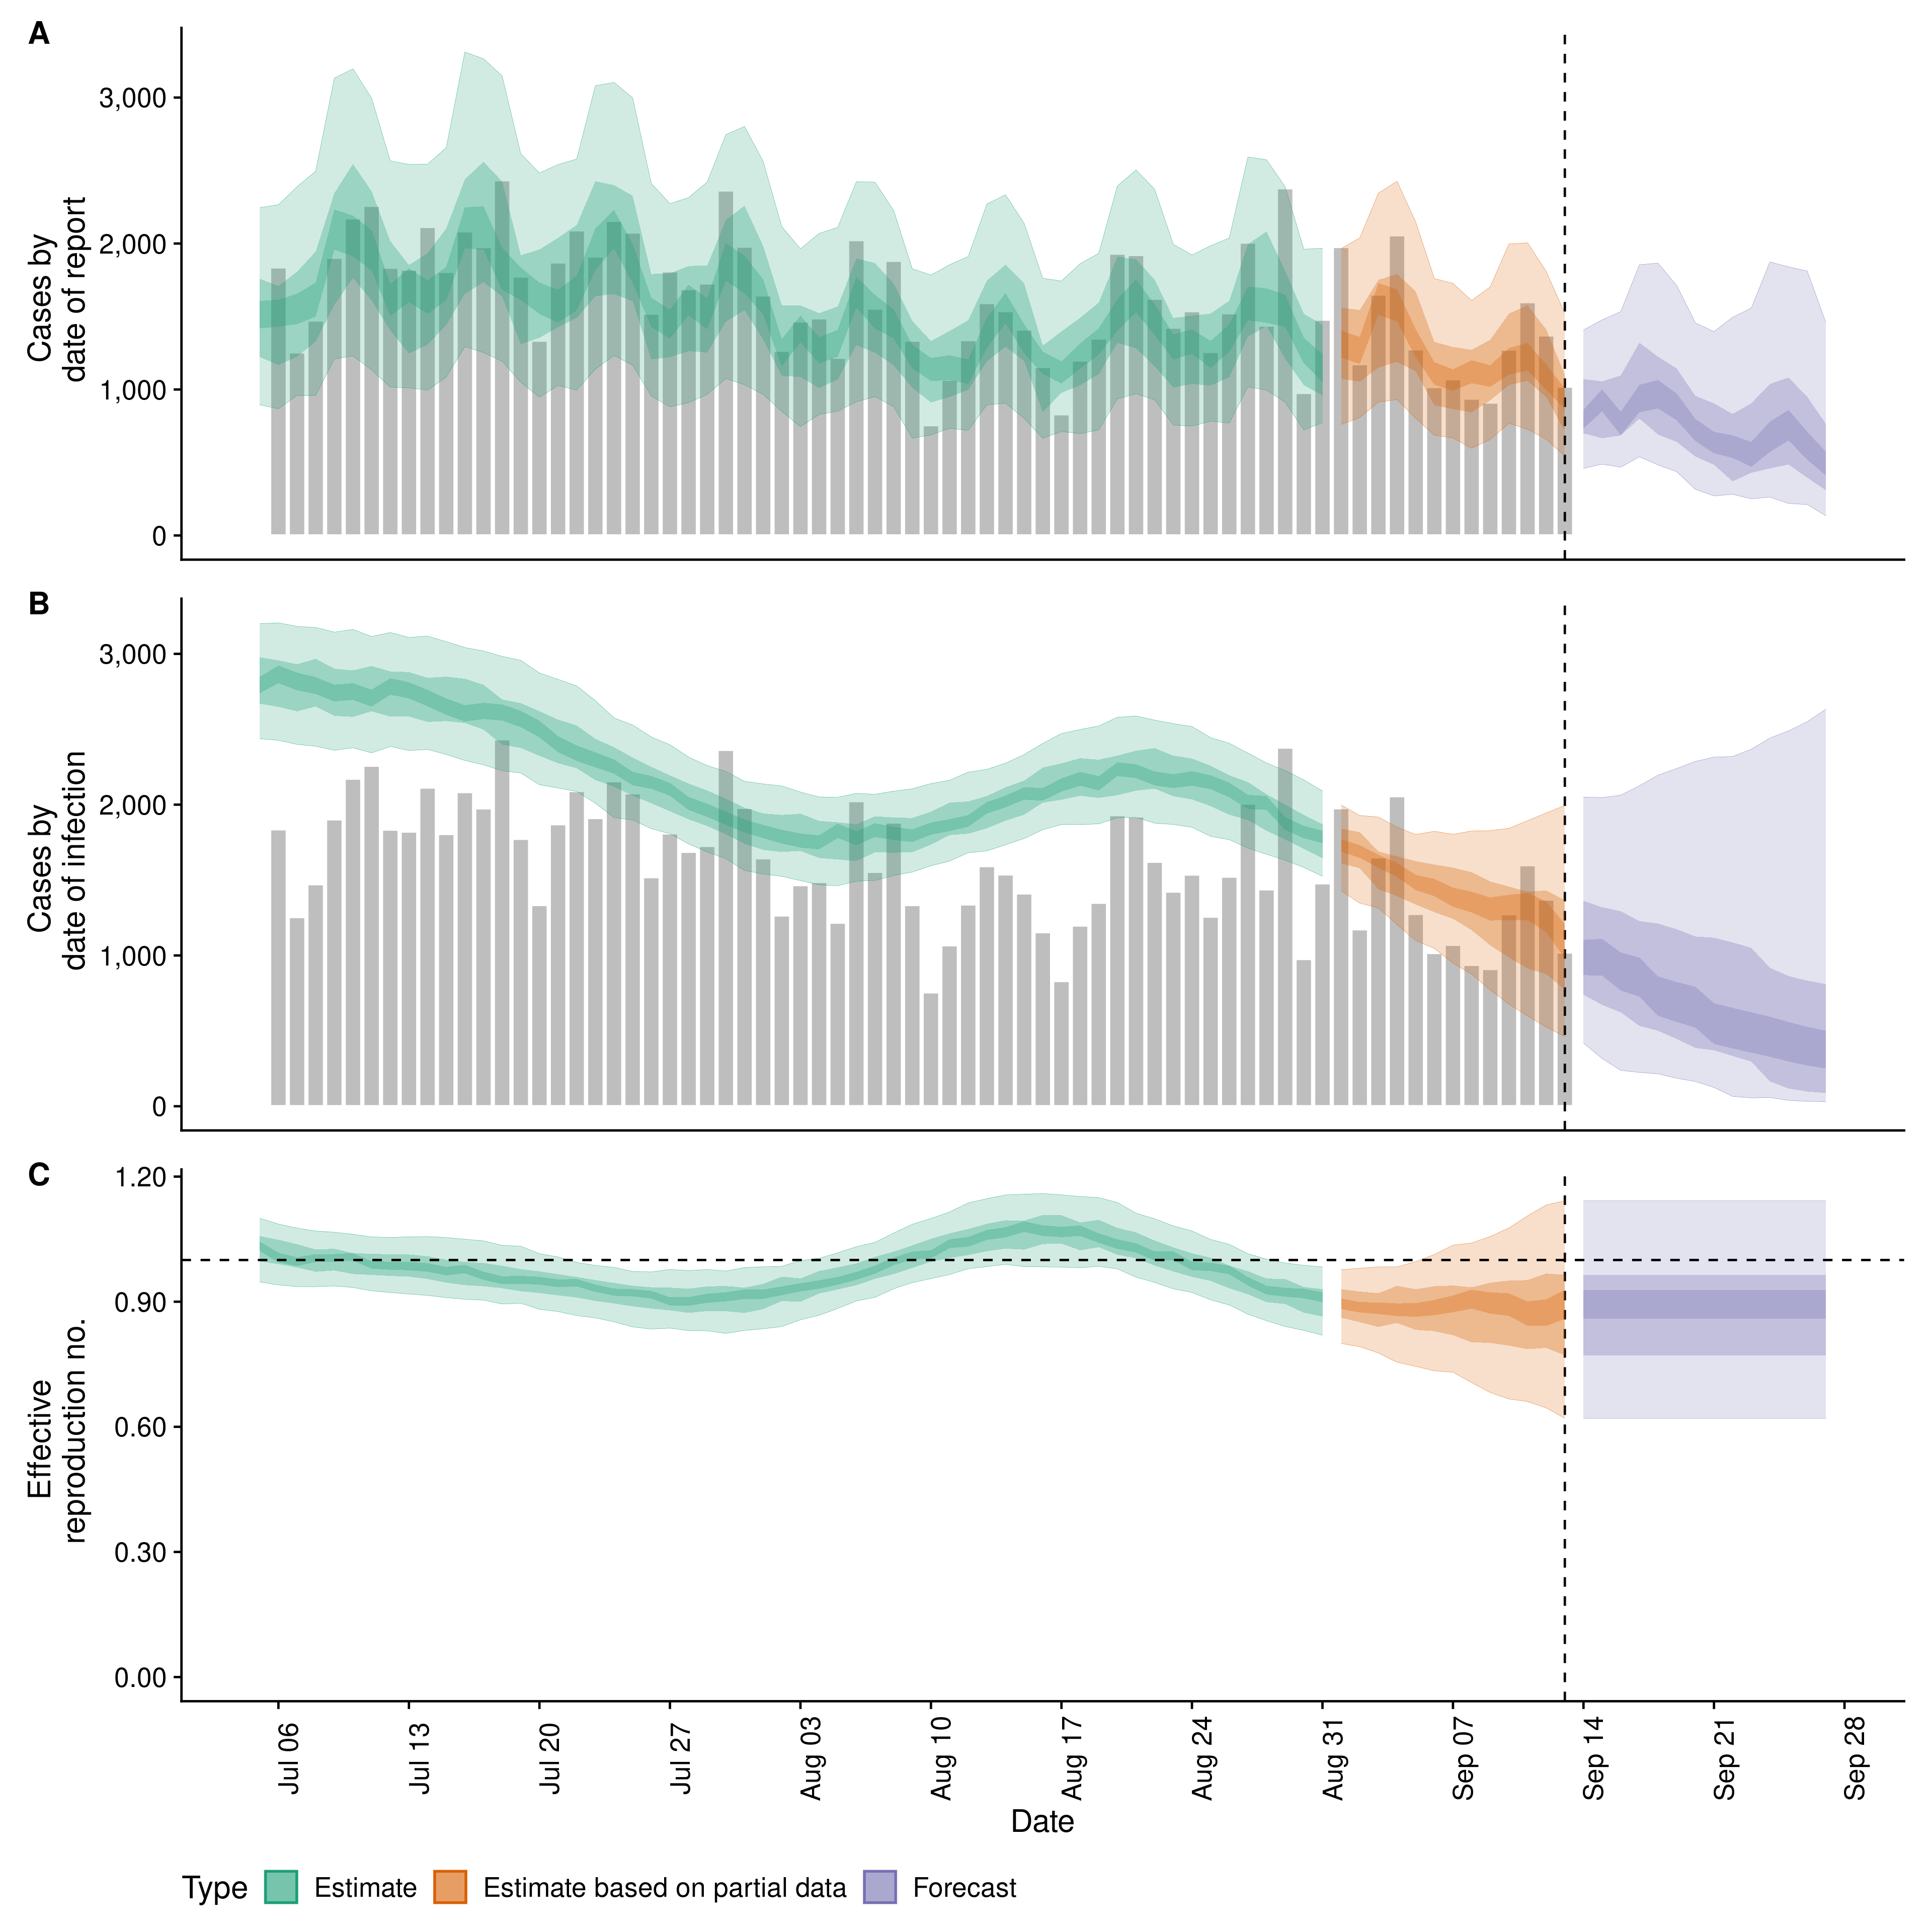 A
Cases by
date of report
3,000
2,000
1,000
0
B
Cases by
date of infection
3,000
2,000
1,000
0
C
Effective
reproduction no.
1.20
0.90
0.60
0.30
0.00
Jul 06
Jul 13
Jul 20
Jul 27
Aug 03
Aug 10
Aug 17
Aug 24
Aug 31
Sep 07
Sep 14
Sep 21
Sep 28
Date
Type Estimate Estimate based on partial data Forecast